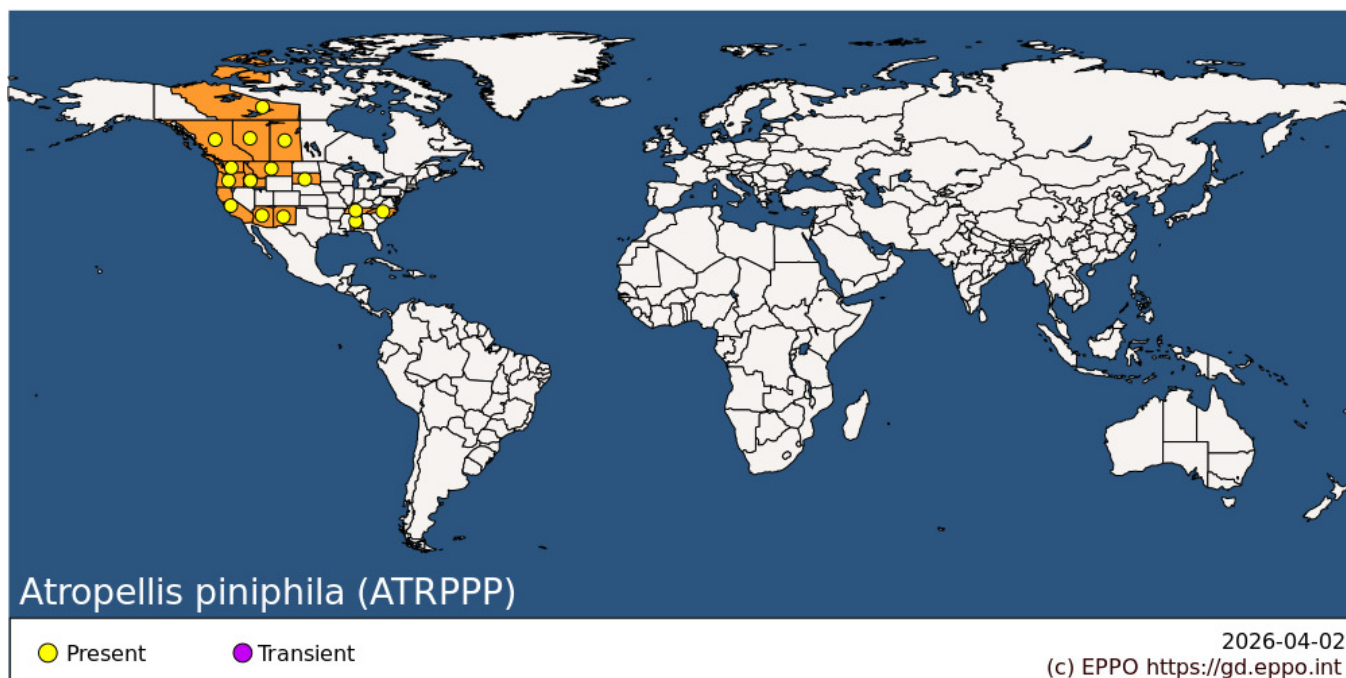 Atropellis piniphila (ATRPPP)
Present
Transient
2026-04-02
(c) EPPO https://gd.eppo.int